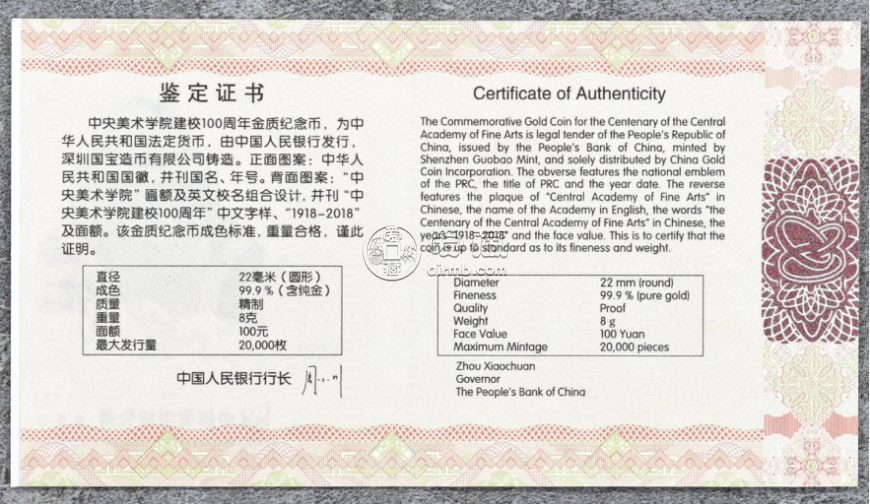 鉴定证书
中央美术学院建校100周年金质纪念币，为中
华人民共和国法定货币，由中国人民银行发行，
深圳国宝造币有限公司铸造。正面图案：中华人
民共和国国徽，并刊国名、年号。背面图案：“中
央美术学院”匾额及英文校名组合设计，并刊“中
央美术学院建校100周年”中文字样、“1918-2018”
及面额。该金质纪念币成色标准，重量合格，谨此
证明。
直径 22毫米（圆形）
成色 99.9％（含纯金）
质量 精制
重量 8克
面额 100元
最大发行量 20,000枚
中国人民银行行长
Certificate of Authenticity
The Commemorative Gold Coin for the Centenary of the Central
Academy of Fine Arts is legal tender of the People's Republic of
China, issued by the People's Bank of China, minted by
Shenzhen Guobao Mint, and solely distributed by China Gold
Coin Incorporation. The obverse features the national emblem
of the PRC, the title of PRC and the year date. The reverse
features the plaque of "Central Academy of Fine Arts" in
Chinese, the name of the Academy in English, the words "the
Centenary of the Central Academy of Fine Arts" in Chinese, the
years "1918-2018" and the face value. This is to certify that the
coin is up to standard as to its fineness and weight.
Diameter 22 mm (round)
Fineness 99.9 % (pure gold)
Quality Proof
Weight 8 g
Face Value 100 Yuan
Maximum Mintage 20,000 pieces
Zhou Xiaochuan
Governor
The People's Bank of China
qirmb.com